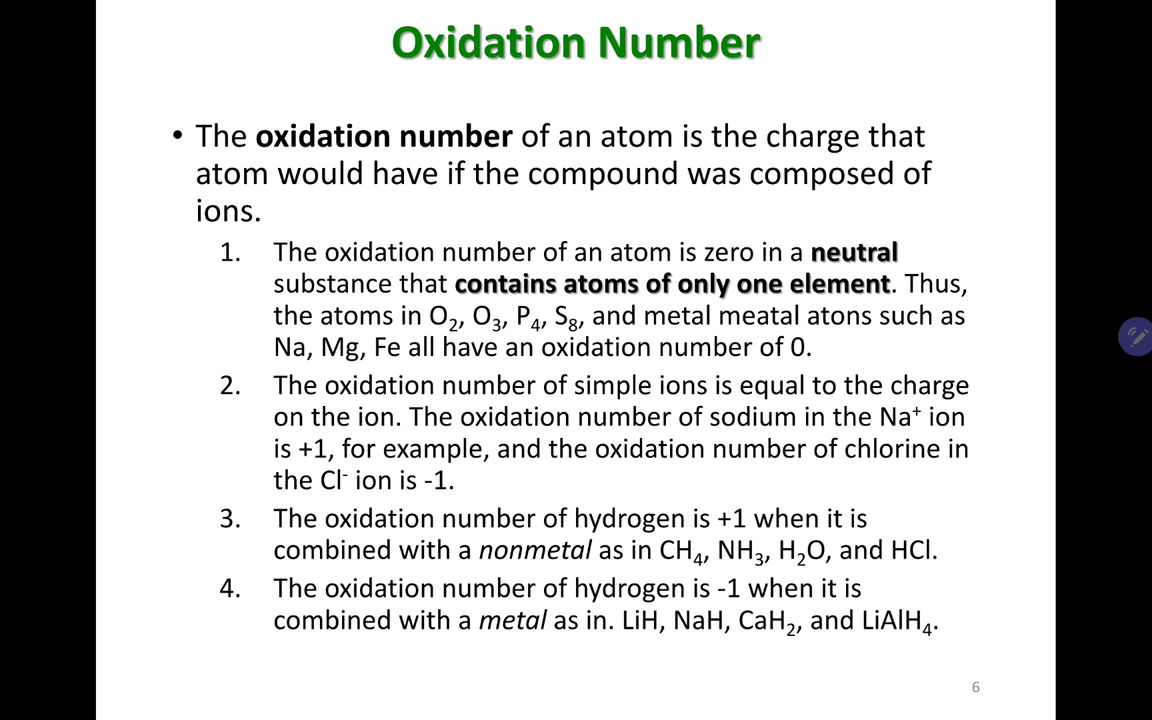 Oxidation Number
• The oxidation number of an atom is the charge that
atom would have if the compound was composed of
ions.
1. The oxidation number of an atom is zero in a neutral
substance that contains atoms of only one element. Thus,
the atoms in O₂, O₃, P₄, S₈, and metal meatal atons such as
Na, Mg, Fe all have an oxidation number of 0.
2. The oxidation number of simple ions is equal to the charge
on the ion. The oxidation number of sodium in the Na⁺ ion
is +1, for example, and the oxidation number of chlorine in
the Cl⁻ ion is -1.
3. The oxidation number of hydrogen is +1 when it is
combined with a nonmetal as in CH₄, NH₃, H₂O, and HCl.
4. The oxidation number of hydrogen is -1 when it is
combined with a metal as in. LiH, NaH, CaH₂, and LiAlH₄.
6